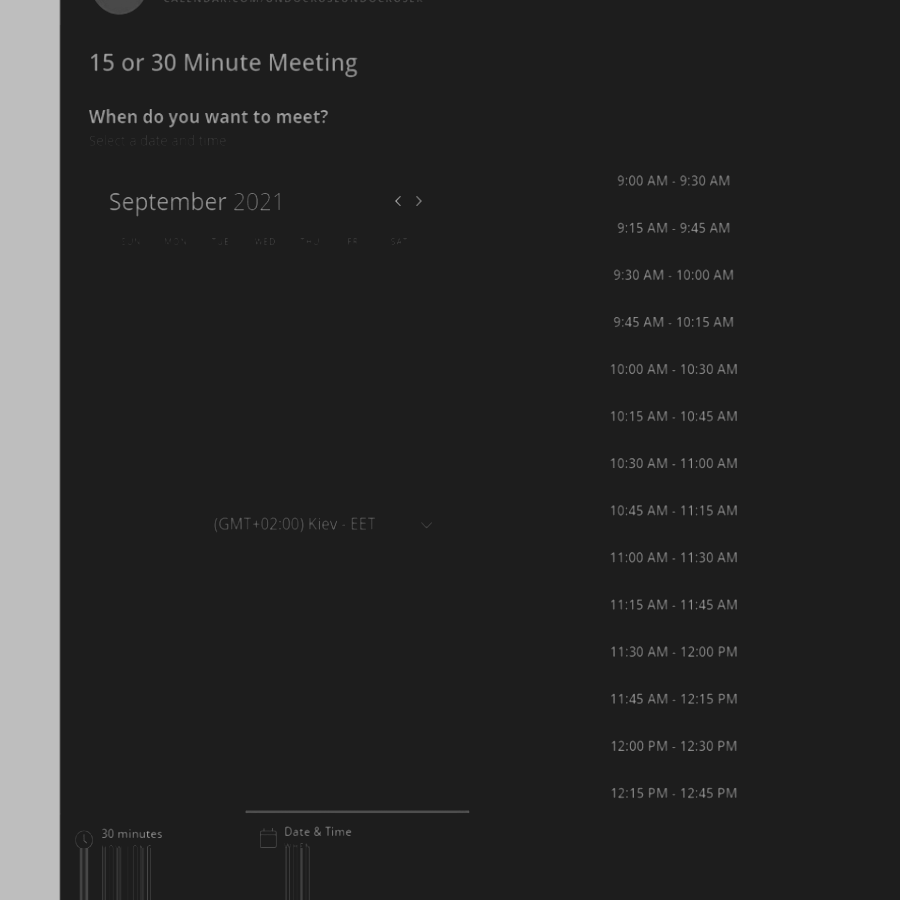 15 or 30 Minute Meeting
When do you want to meet?
Select a date and time
September 2021
SUN MON TUE WED THU FRI SAT
(GMT+02:00) Kiev - EET
9:00 AM - 9:30 AM
9:15 AM - 9:45 AM
9:30 AM - 10:00 AM
9:45 AM - 10:15 AM
10:00 AM - 10:30 AM
10:15 AM - 10:45 AM
10:30 AM - 11:00 AM
10:45 AM - 11:15 AM
11:00 AM - 11:30 AM
11:15 AM - 11:45 AM
11:30 AM - 12:00 PM
11:45 AM - 12:15 PM
12:00 PM - 12:30 PM
12:15 PM - 12:45 PM
30 minutes
Date & Time